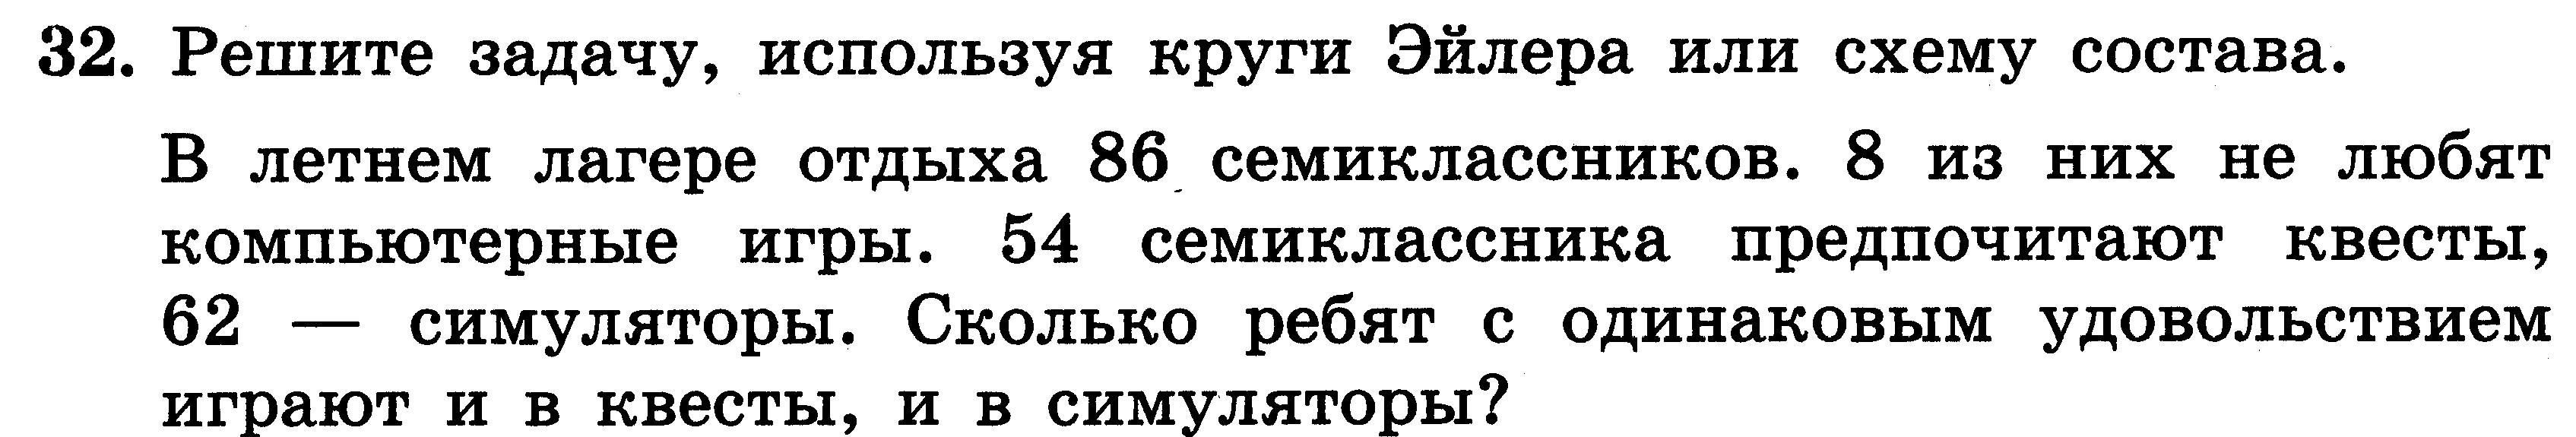 32. Решите задачу, используя круги Эйлера или схему состава.
В летнем лагере отдыха 86 семиклассников. 8 из них не любят
компьютерные игры. 54 семиклассника предпочитают квесты,
62 — симуляторы. Сколько ребят с одинаковым удовольствием
играют и в квесты, и в симуляторы?